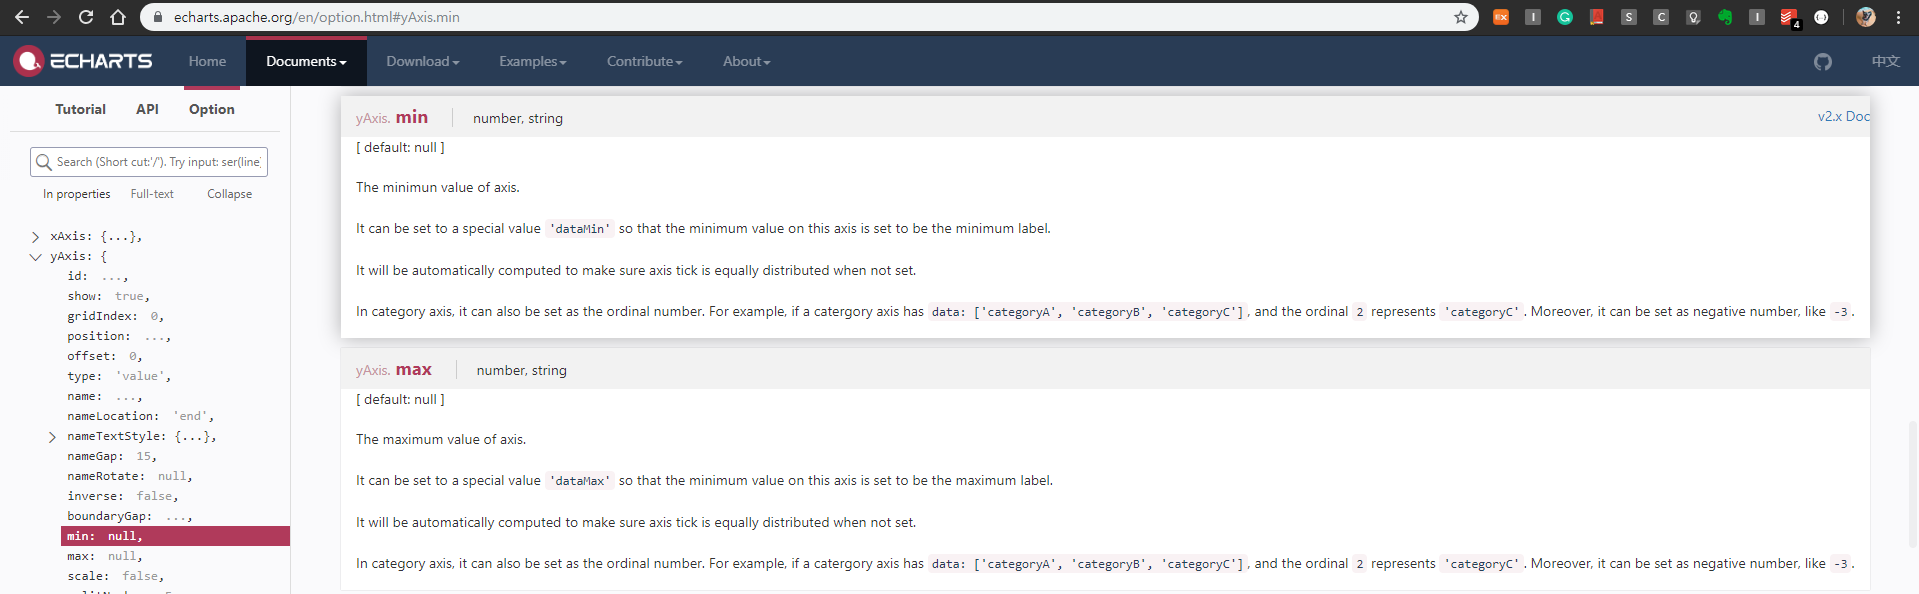 echarts.apache.org/en/option.html#yAxis.min
EX I G S C I 4
ECHARTS Home Documents Download Examples Contribute About 中文
Tutorial API Option
Search (Short cut:'/'). Try input: ser(line)
In properties Full-text Collapse
xAxis: {...},
yAxis: {
id: ...,
show: true,
gridIndex: 0,
position: ...,
offset: 0,
type: 'value',
name: ...,
nameLocation: 'end',
nameTextStyle: {...},
nameGap: 15,
nameRotate: null,
inverse: false,
boundaryGap: ...,
min: null,
max: null,
scale: false,
yAxis. min number, string v2.x Doc
[ default: null ]
The minimun value of axis.
It can be set to a special value 'dataMin' so that the minimum value on this axis is set to be the minimum label.
It will be automatically computed to make sure axis tick is equally distributed when not set.
In category axis, it can also be set as the ordinal number. For example, if a catergory axis has data: ['categoryA', 'categoryB', 'categoryC'], and the ordinal 2 represents 'categoryC'. Moreover, it can be set as negative number, like -3.
yAxis. max number, string
[ default: null ]
The maximum value of axis.
It can be set to a special value 'dataMax' so that the minimum value on this axis is set to be the maximum label.
It will be automatically computed to make sure axis tick is equally distributed when not set.
In category axis, it can also be set as the ordinal number. For example, if a catergory axis has data: ['categoryA', 'categoryB', 'categoryC'], and the ordinal 2 represents 'categoryC'. Moreover, it can be set as negative number, like -3.